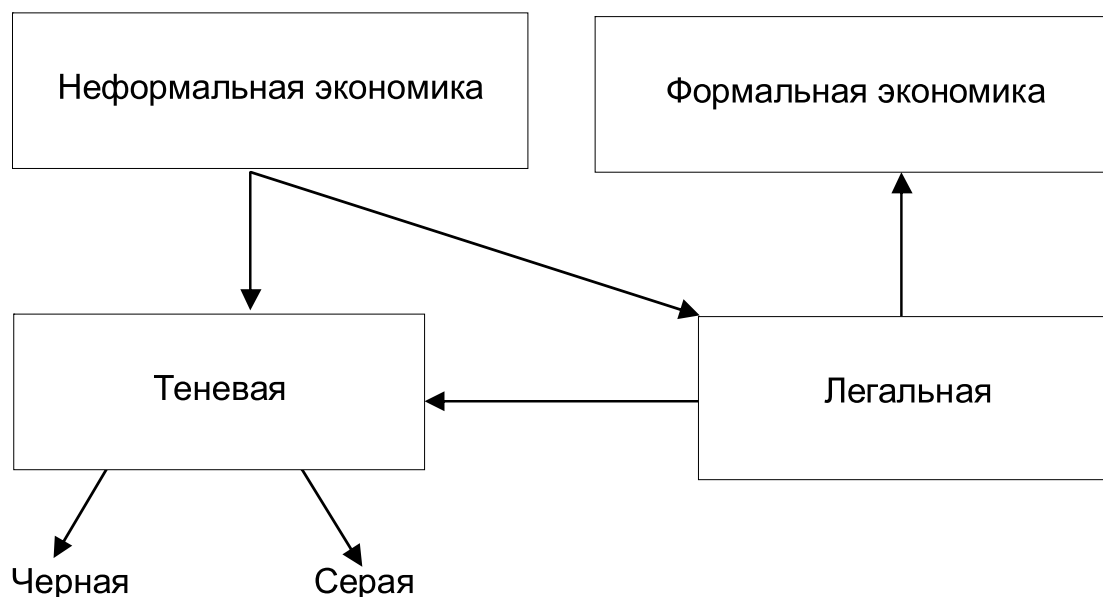 Неформальная экономика
Формальная экономика
Теневая
Легальная
Черная
Серая